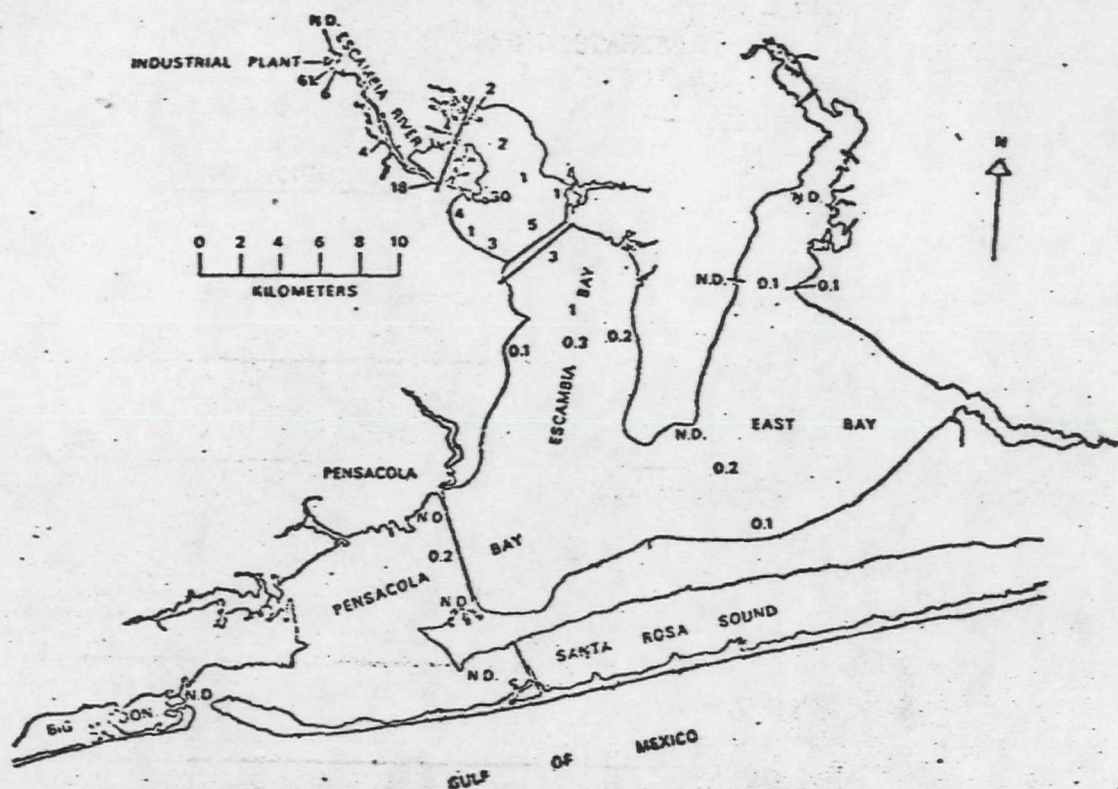 N.D.
ESCAMBIA RIVER
INDUSTRIAL PLANT
61
6
2
4
2
18
1
1
30
4
1
3
5
3
N
0 2 4 6 8 10
KILOMETERS
N.D.
N.D.
0.1
0.1
1
0.1
0.3
0.2
ESCAMBIA BAY
N.D.
EAST BAY
0.2
0.1
PENSACOLA
N.D.
0.2
PENSACOLA BAY
N.D.
SANTA ROSA SOUND
N.D.
N.D.
BIG
GULF OF MEXICO